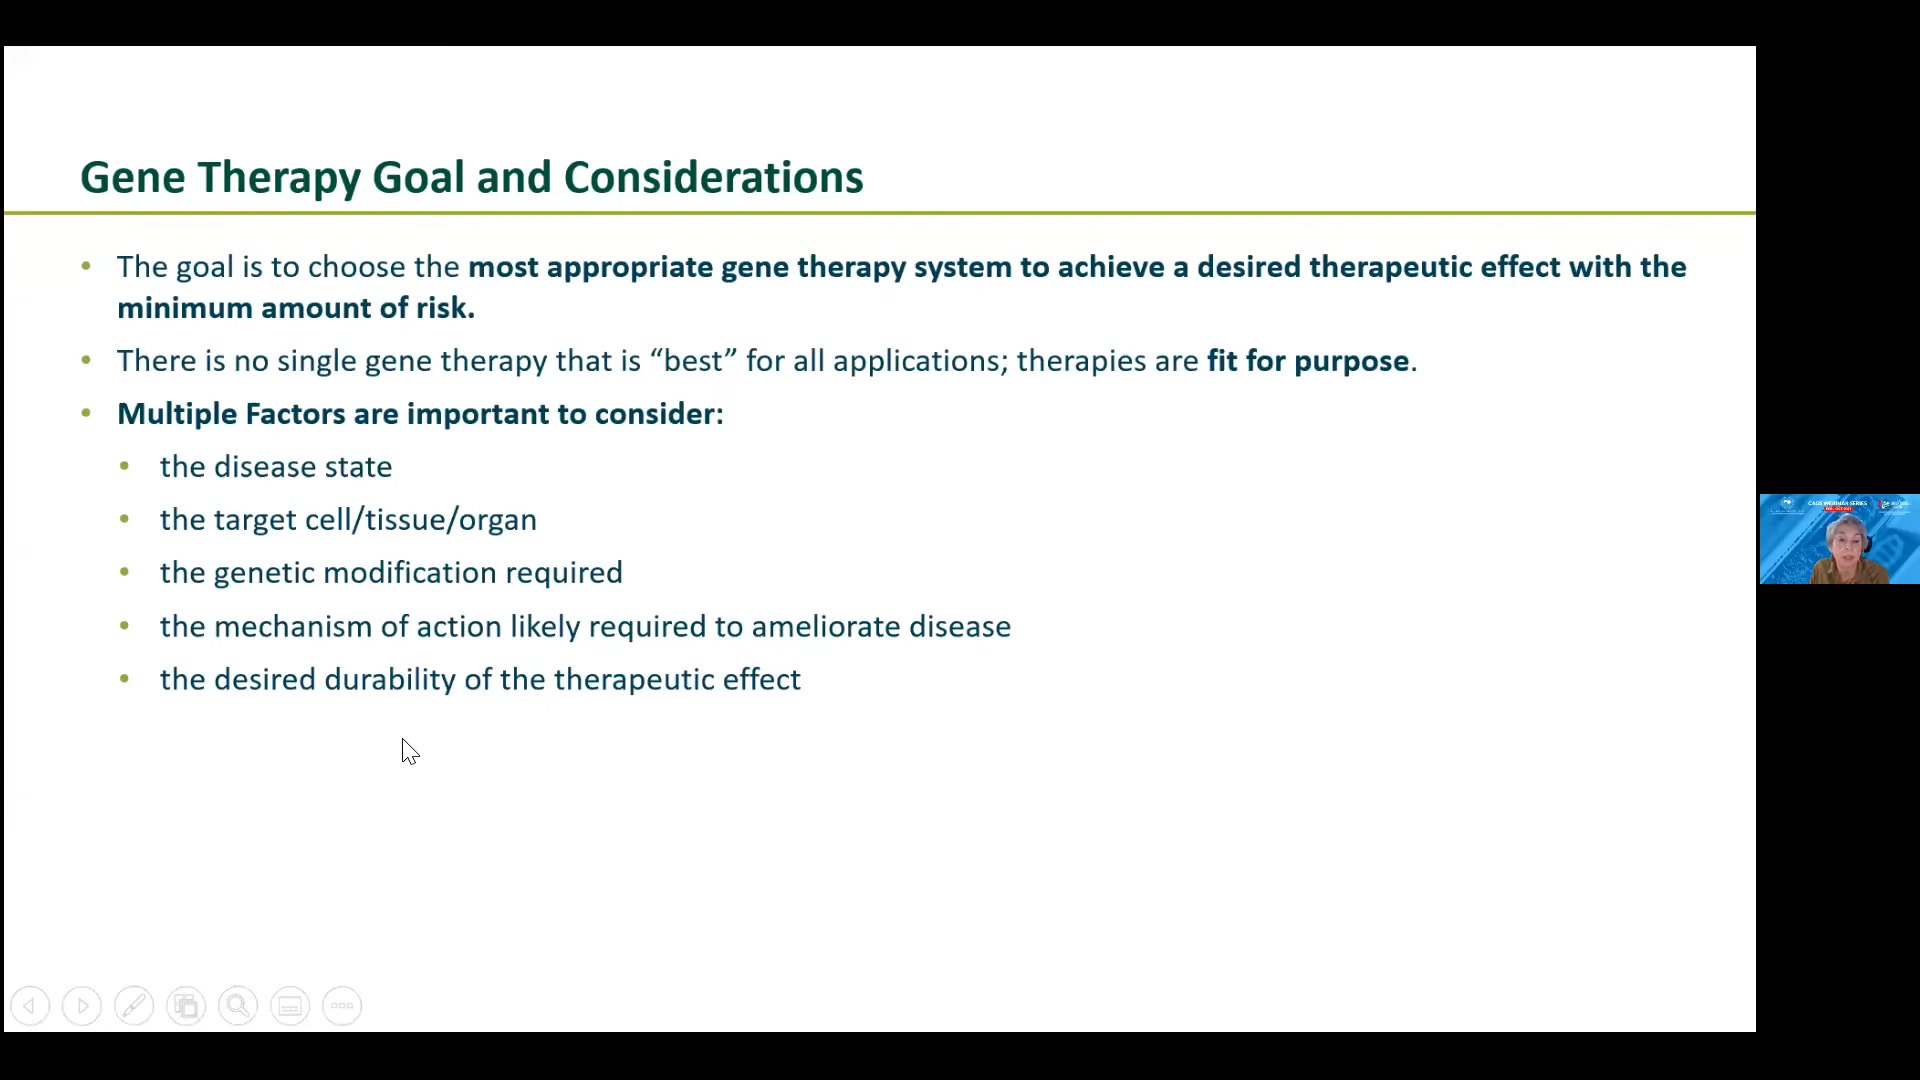 Gene Therapy Goal and Considerations
• The goal is to choose the most appropriate gene therapy system to achieve a desired therapeutic effect with the
minimum amount of risk.
• There is no single gene therapy that is “best” for all applications; therapies are fit for purpose.
• Multiple Factors are important to consider:
• the disease state
• the target cell/tissue/organ
• the genetic modification required
• the mechanism of action likely required to ameliorate disease
• the desired durability of the therapeutic effect
CAGS WEBINAR SERIES